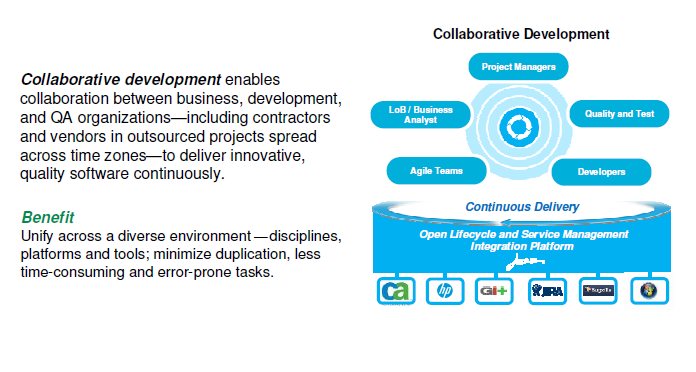 Collaborative development enables
collaboration between business, development,
and QA organizations—including contractors
and vendors in outsourced projects spread
across time zones—to deliver innovative,
quality software continuously.
Benefit
Unify across a diverse environment—disciplines,
platforms and tools; minimize duplication, less
time-consuming and error-prone tasks.
Collaborative Development
Project Managers
LoB / Business
Analyst
Quality and Test
Agile Teams
Developers
Continuous Delivery
Open Lifecycle and Service Management
Integration Platform
ca
hp
git
JIRA
Bugzilla